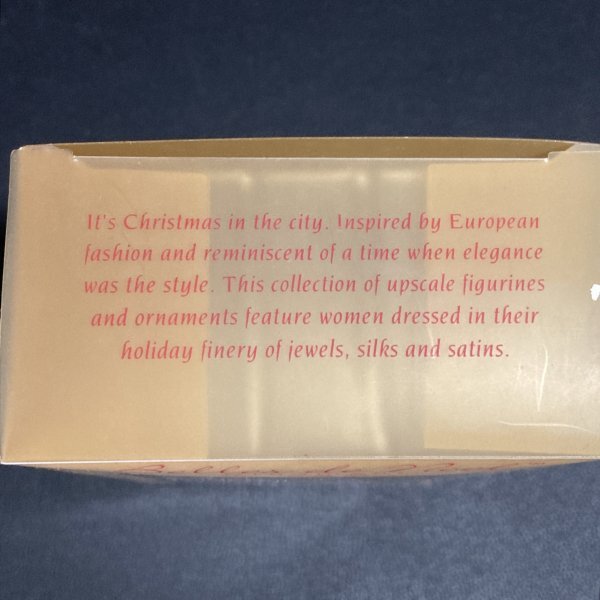 It's Christmas in the city. Inspired by European
fashion and reminiscent of a time when elegance
was the style. This collection of upscale figurines
and ornaments feature women dressed in their
holiday finery of jewels, silks and satins.